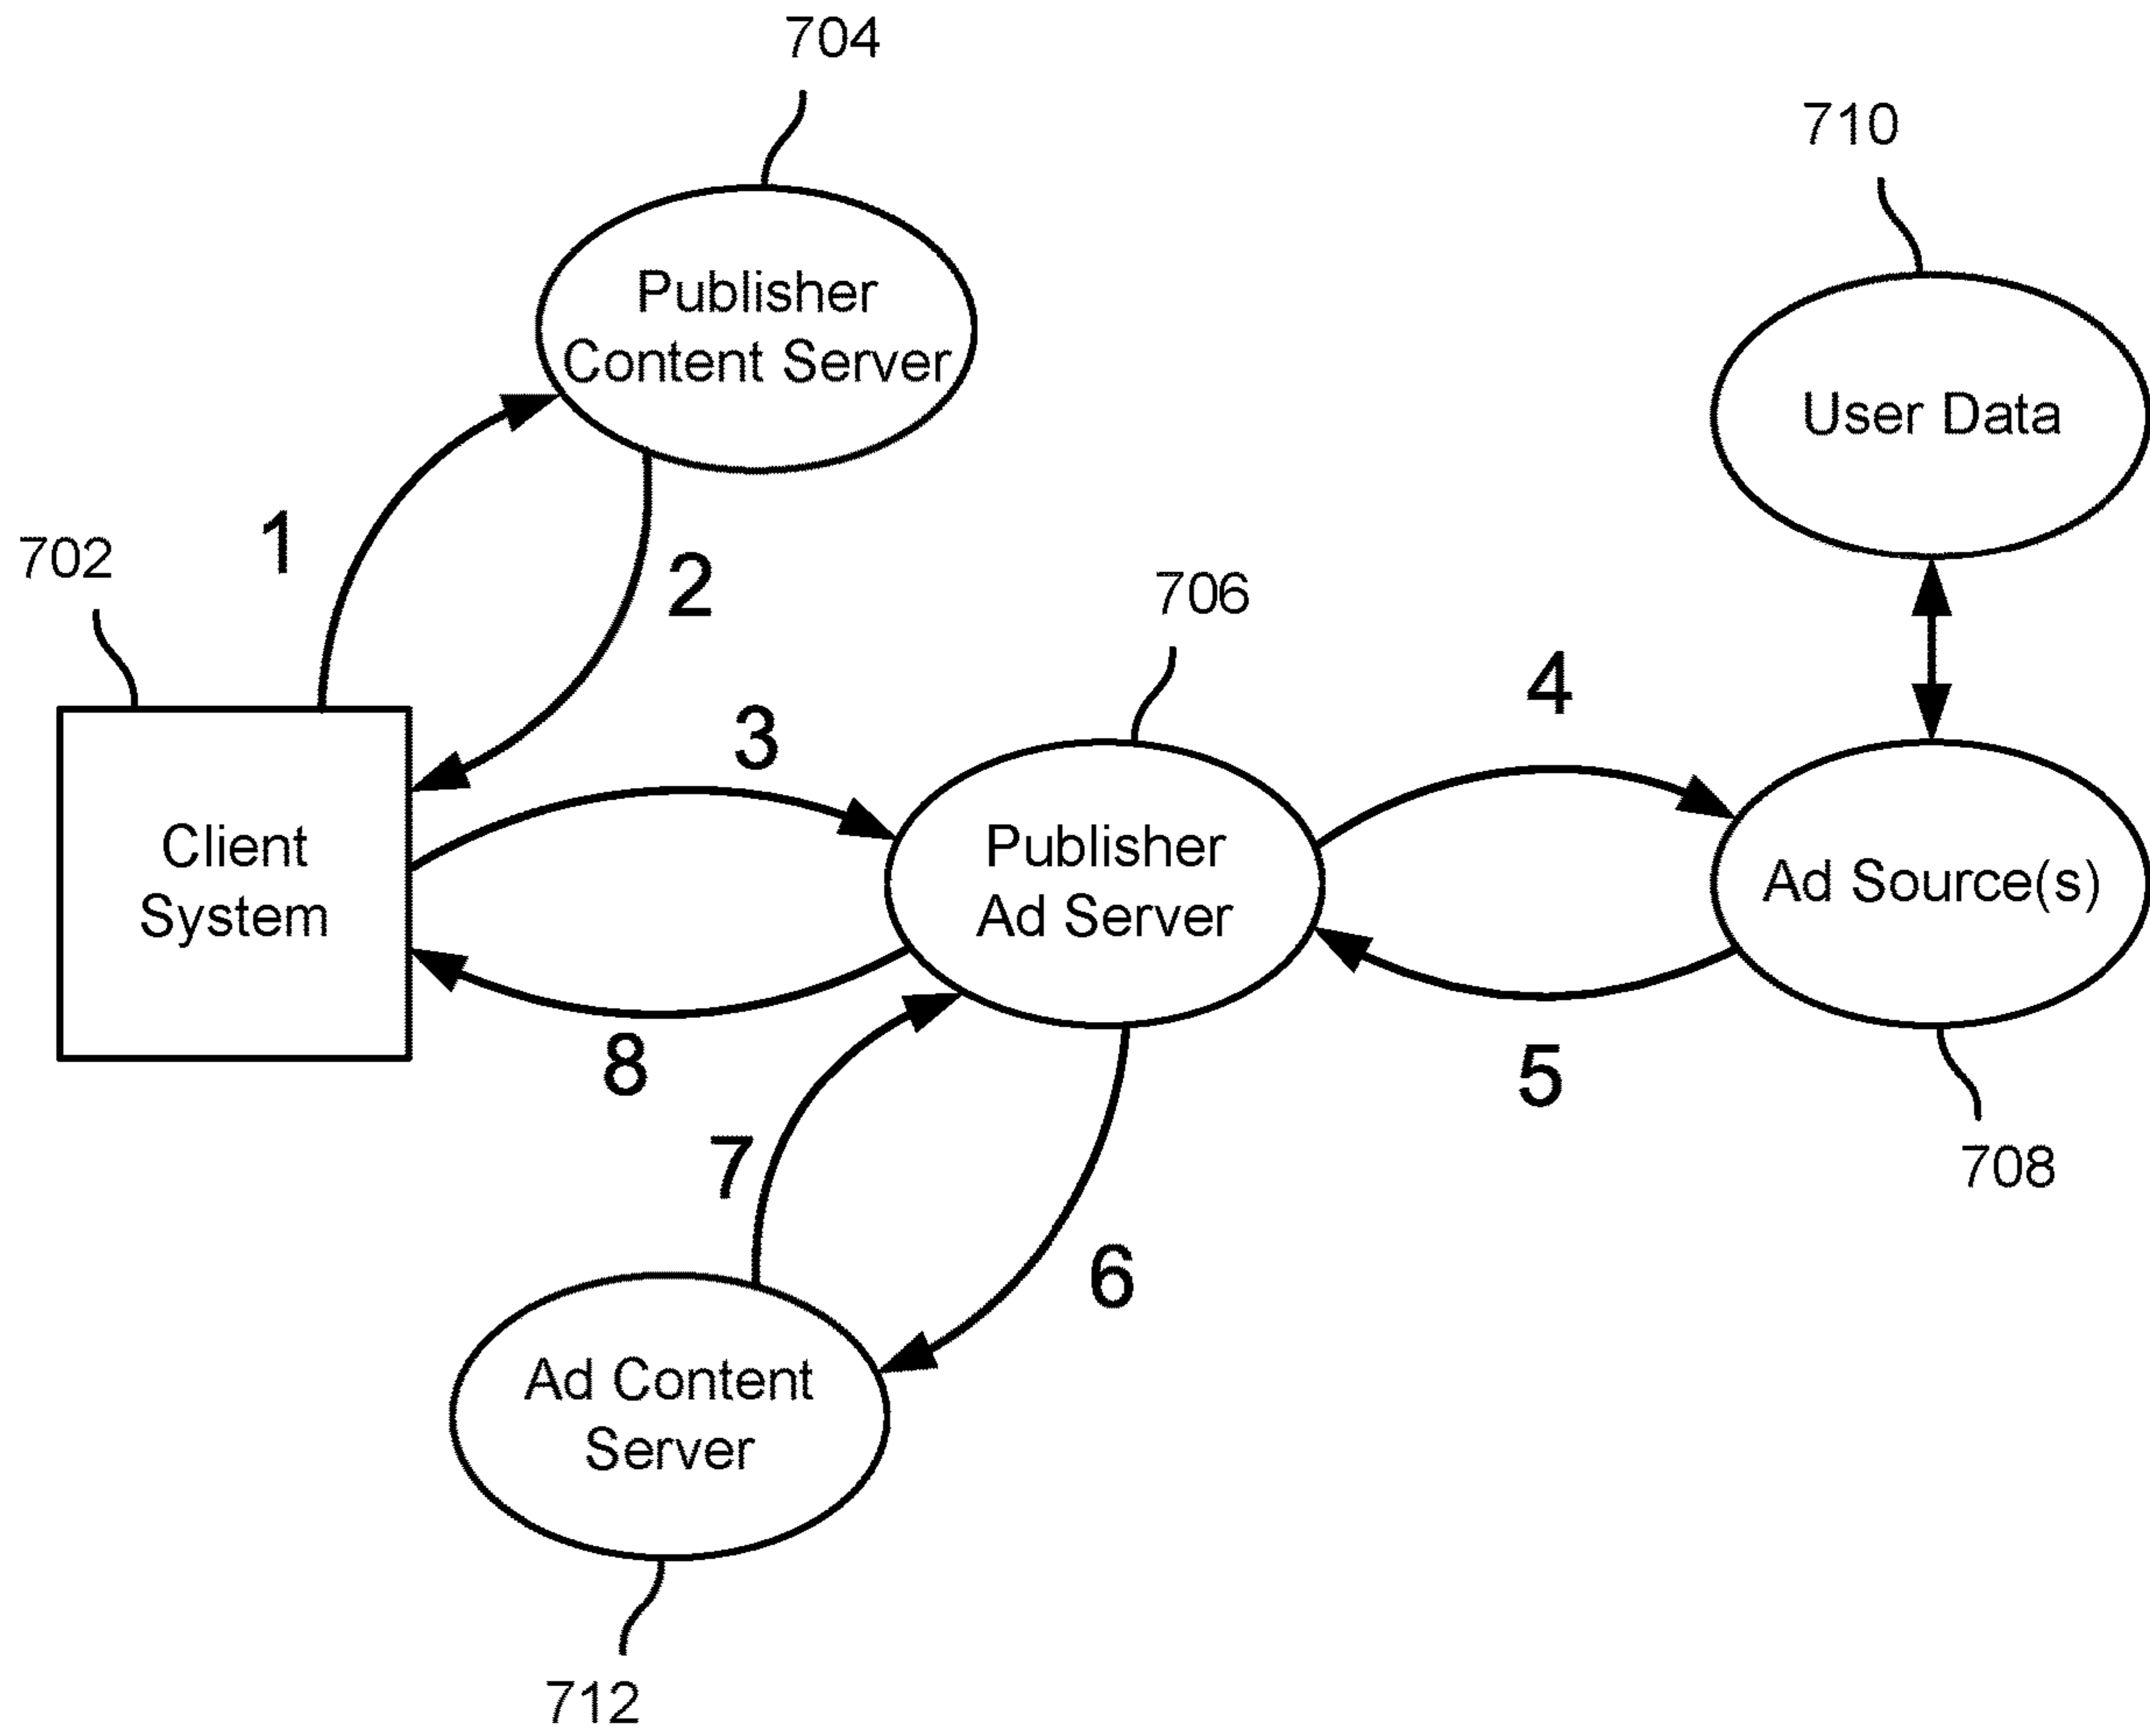 704
710
Publisher
Content Server
User Data
1
702
2
706
3
4
Client
System
Publisher
Ad Server
Ad Source(s)
8
5
7
708
6
Ad Content
Server
712